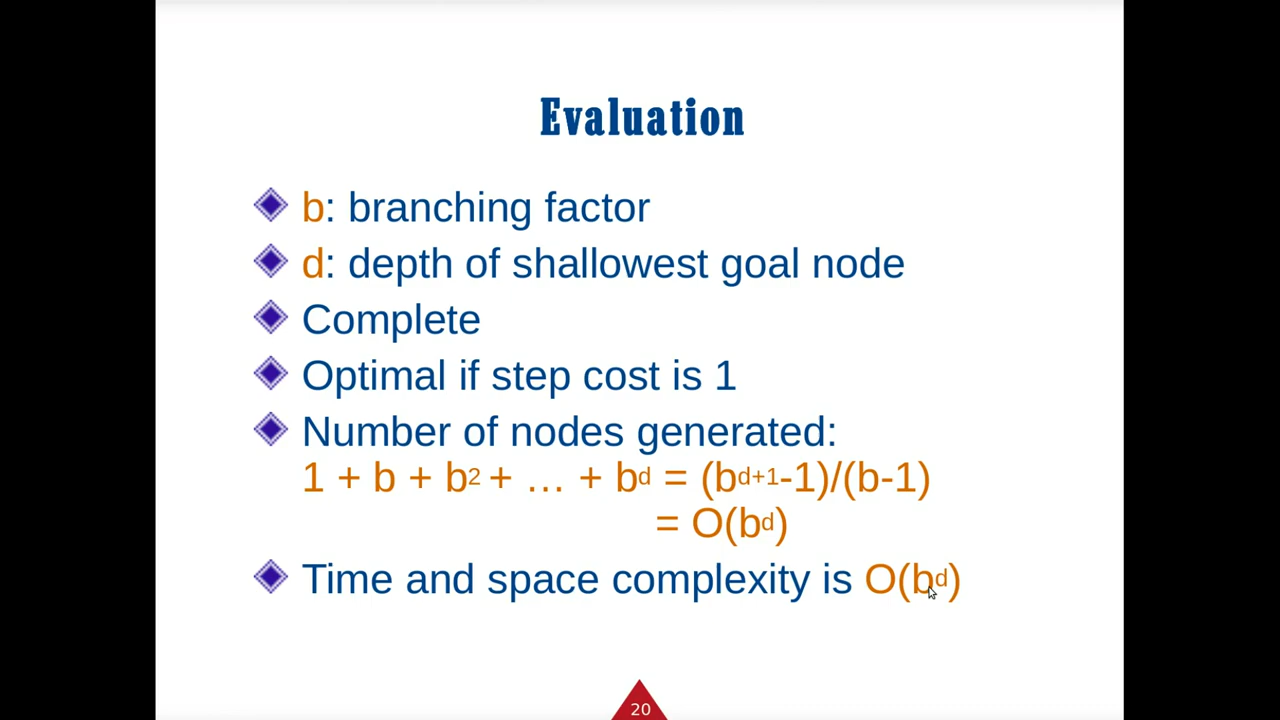 Evaluation
b: branching factor
d: depth of shallowest goal node
Complete
Optimal if step cost is 1
Number of nodes generated:
1 + b + b² + … + bᵈ = (bᵈ⁺¹-1)/(b-1)
= O(bᵈ)
Time and space complexity is O(bᵈ)
20